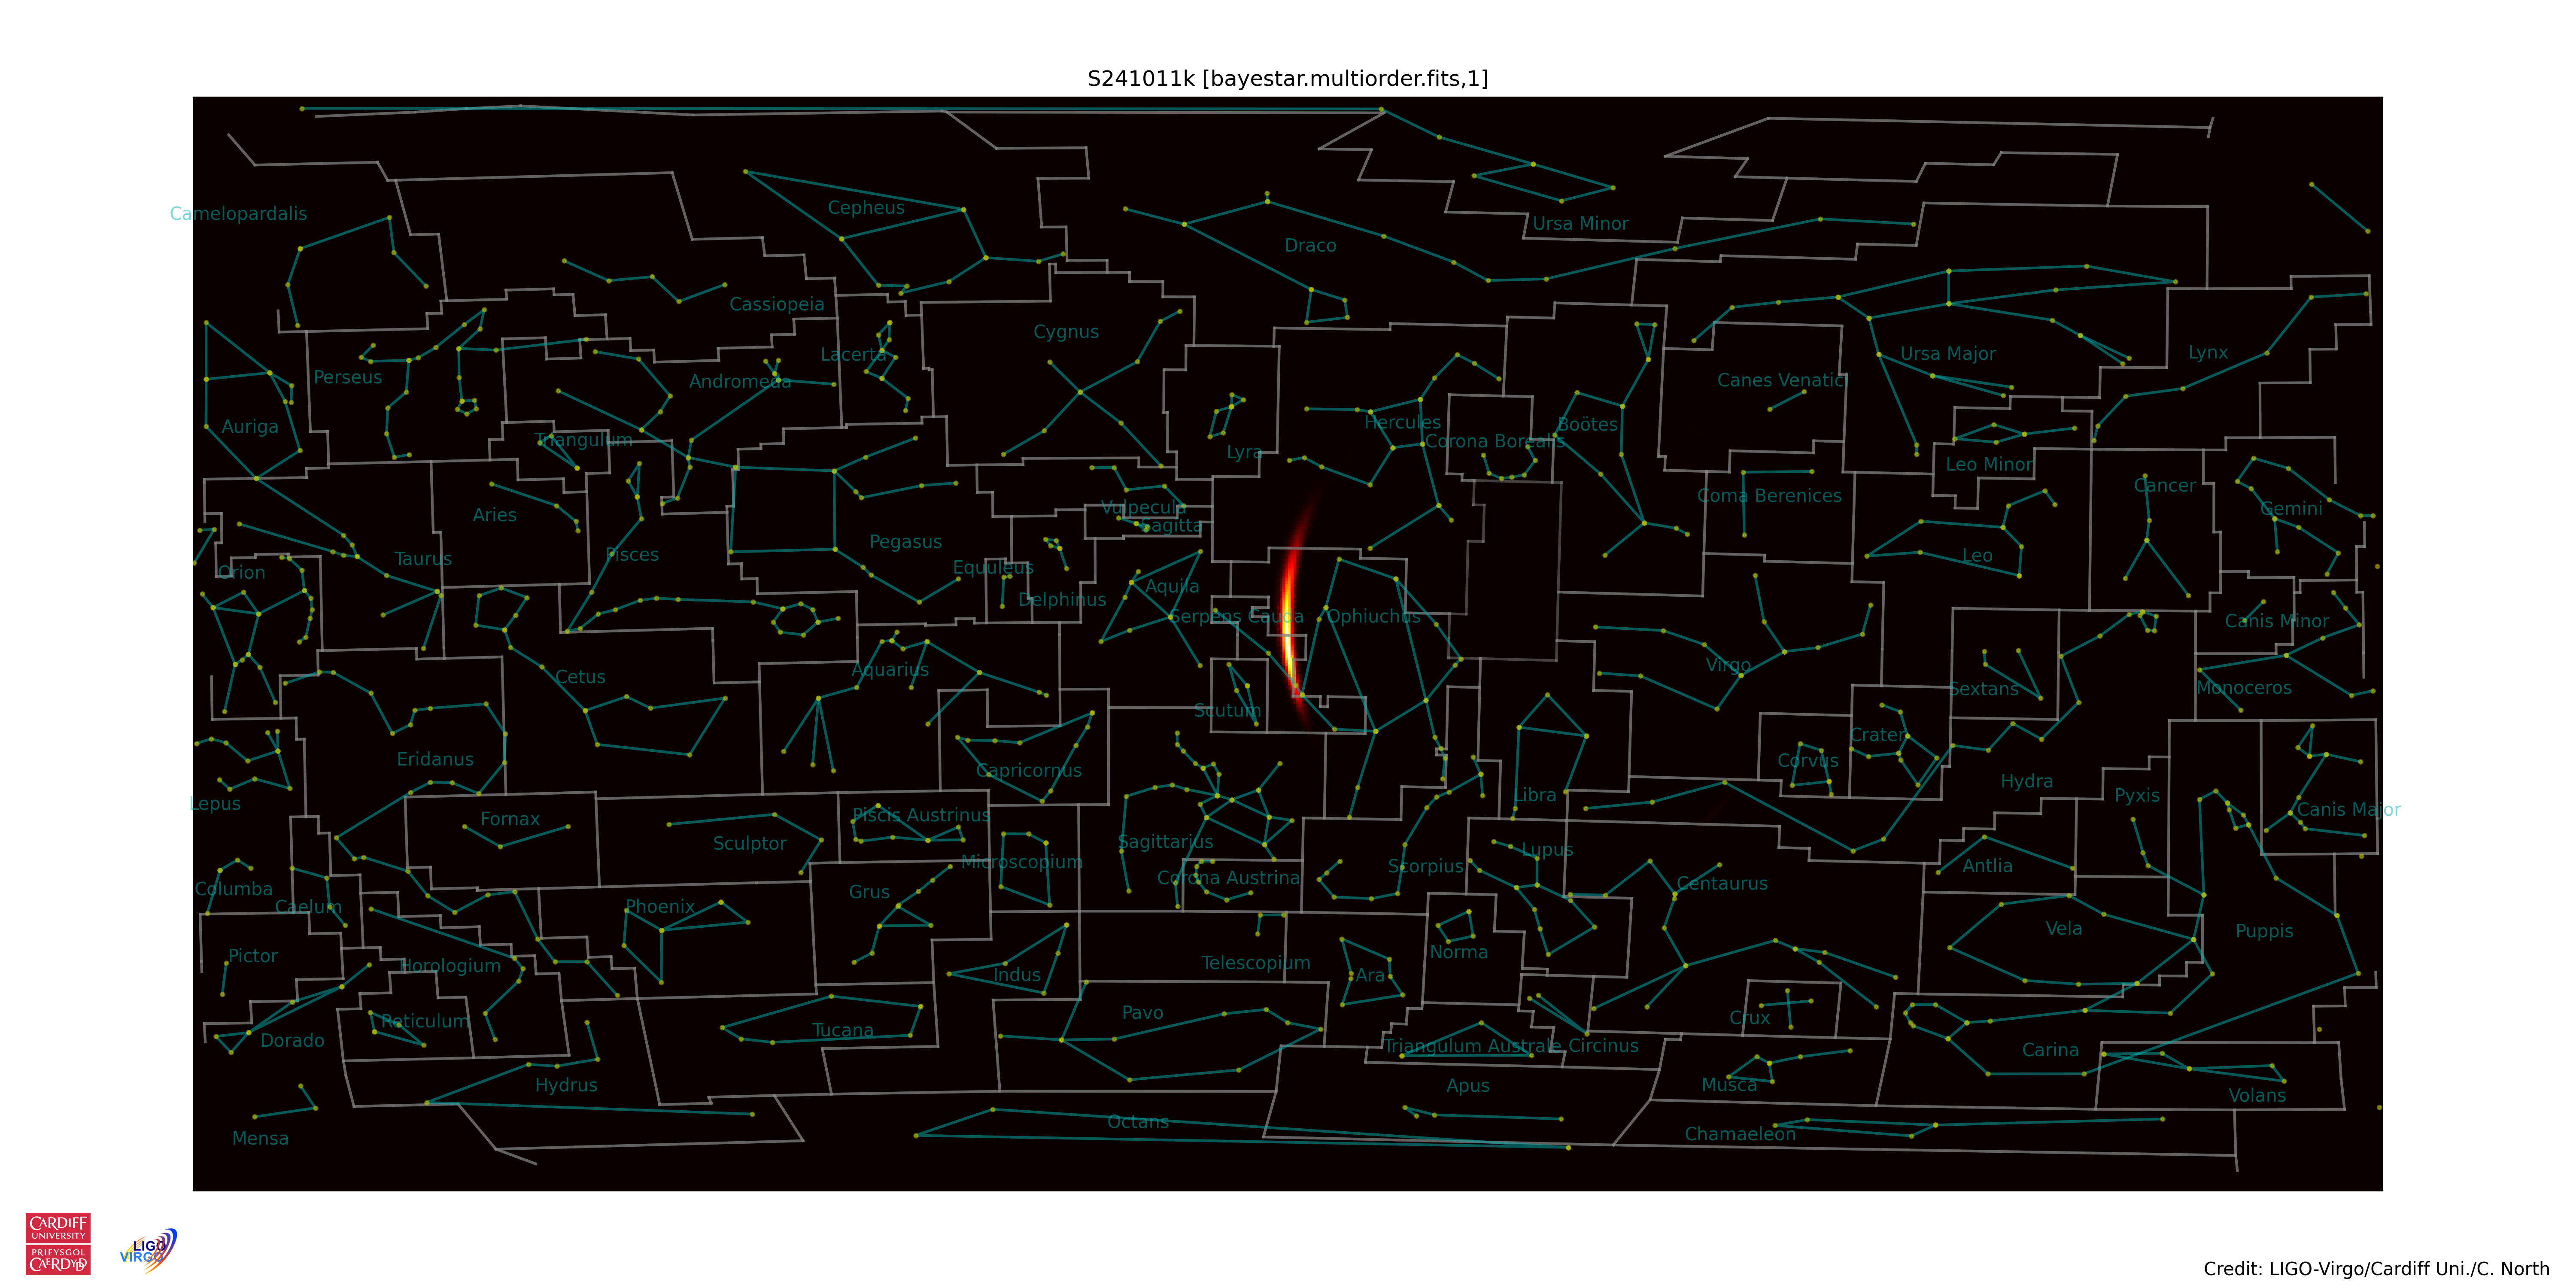 S241011k [bayestar.multiorder.fits,1]
Camelopardalis
Cepheus
Ursa Minor
Draco
Cassiopeia
Cygnus
Lacerta
Ursa Major
Lynx
Perseus
Andromeda
Canes Venatici
Auriga
Triangulum
Hercules
Boötes
Corona Borealis
Lyra
Leo Minor
Cancer
Coma Berenices
Vulpecula
Gemini
Aries
Sagitta
Pegasus
Taurus
Pisces
Leo
Equuleus
Orion
Aquila
Delphinus
Serpens Cauda
Ophiuchus
Canis Minor
Virgo
Aquarius
Cetus
Sextans
Monoceros
Scutum
Crater
Eridanus
Corvus
Capricornus
Hydra
Libra
Pyxis
Lepus
Canis Major
Piscis Austrinus
Fornax
Sculptor
Sagittarius
Lupus
Microscopium
Scorpius
Antlia
Corona Austrina
Centaurus
Columba
Grus
Caelum
Phoenix
Vela
Puppis
Norma
Pictor
Telescopium
Horologium
Indus
Ara
Pavo
Crux
Reticulum
Tucana
Dorado
Triangulum Australe
Circinus
Carina
Hydrus
Apus
Musca
Volans
Octans
Chamaeleon
Mensa
CARDIFF
UNIVERSITY
PRIFYSGOL
CAERDYDD
LIGO
VIRGO
Credit: LIGO-Virgo/Cardiff Uni./C. North